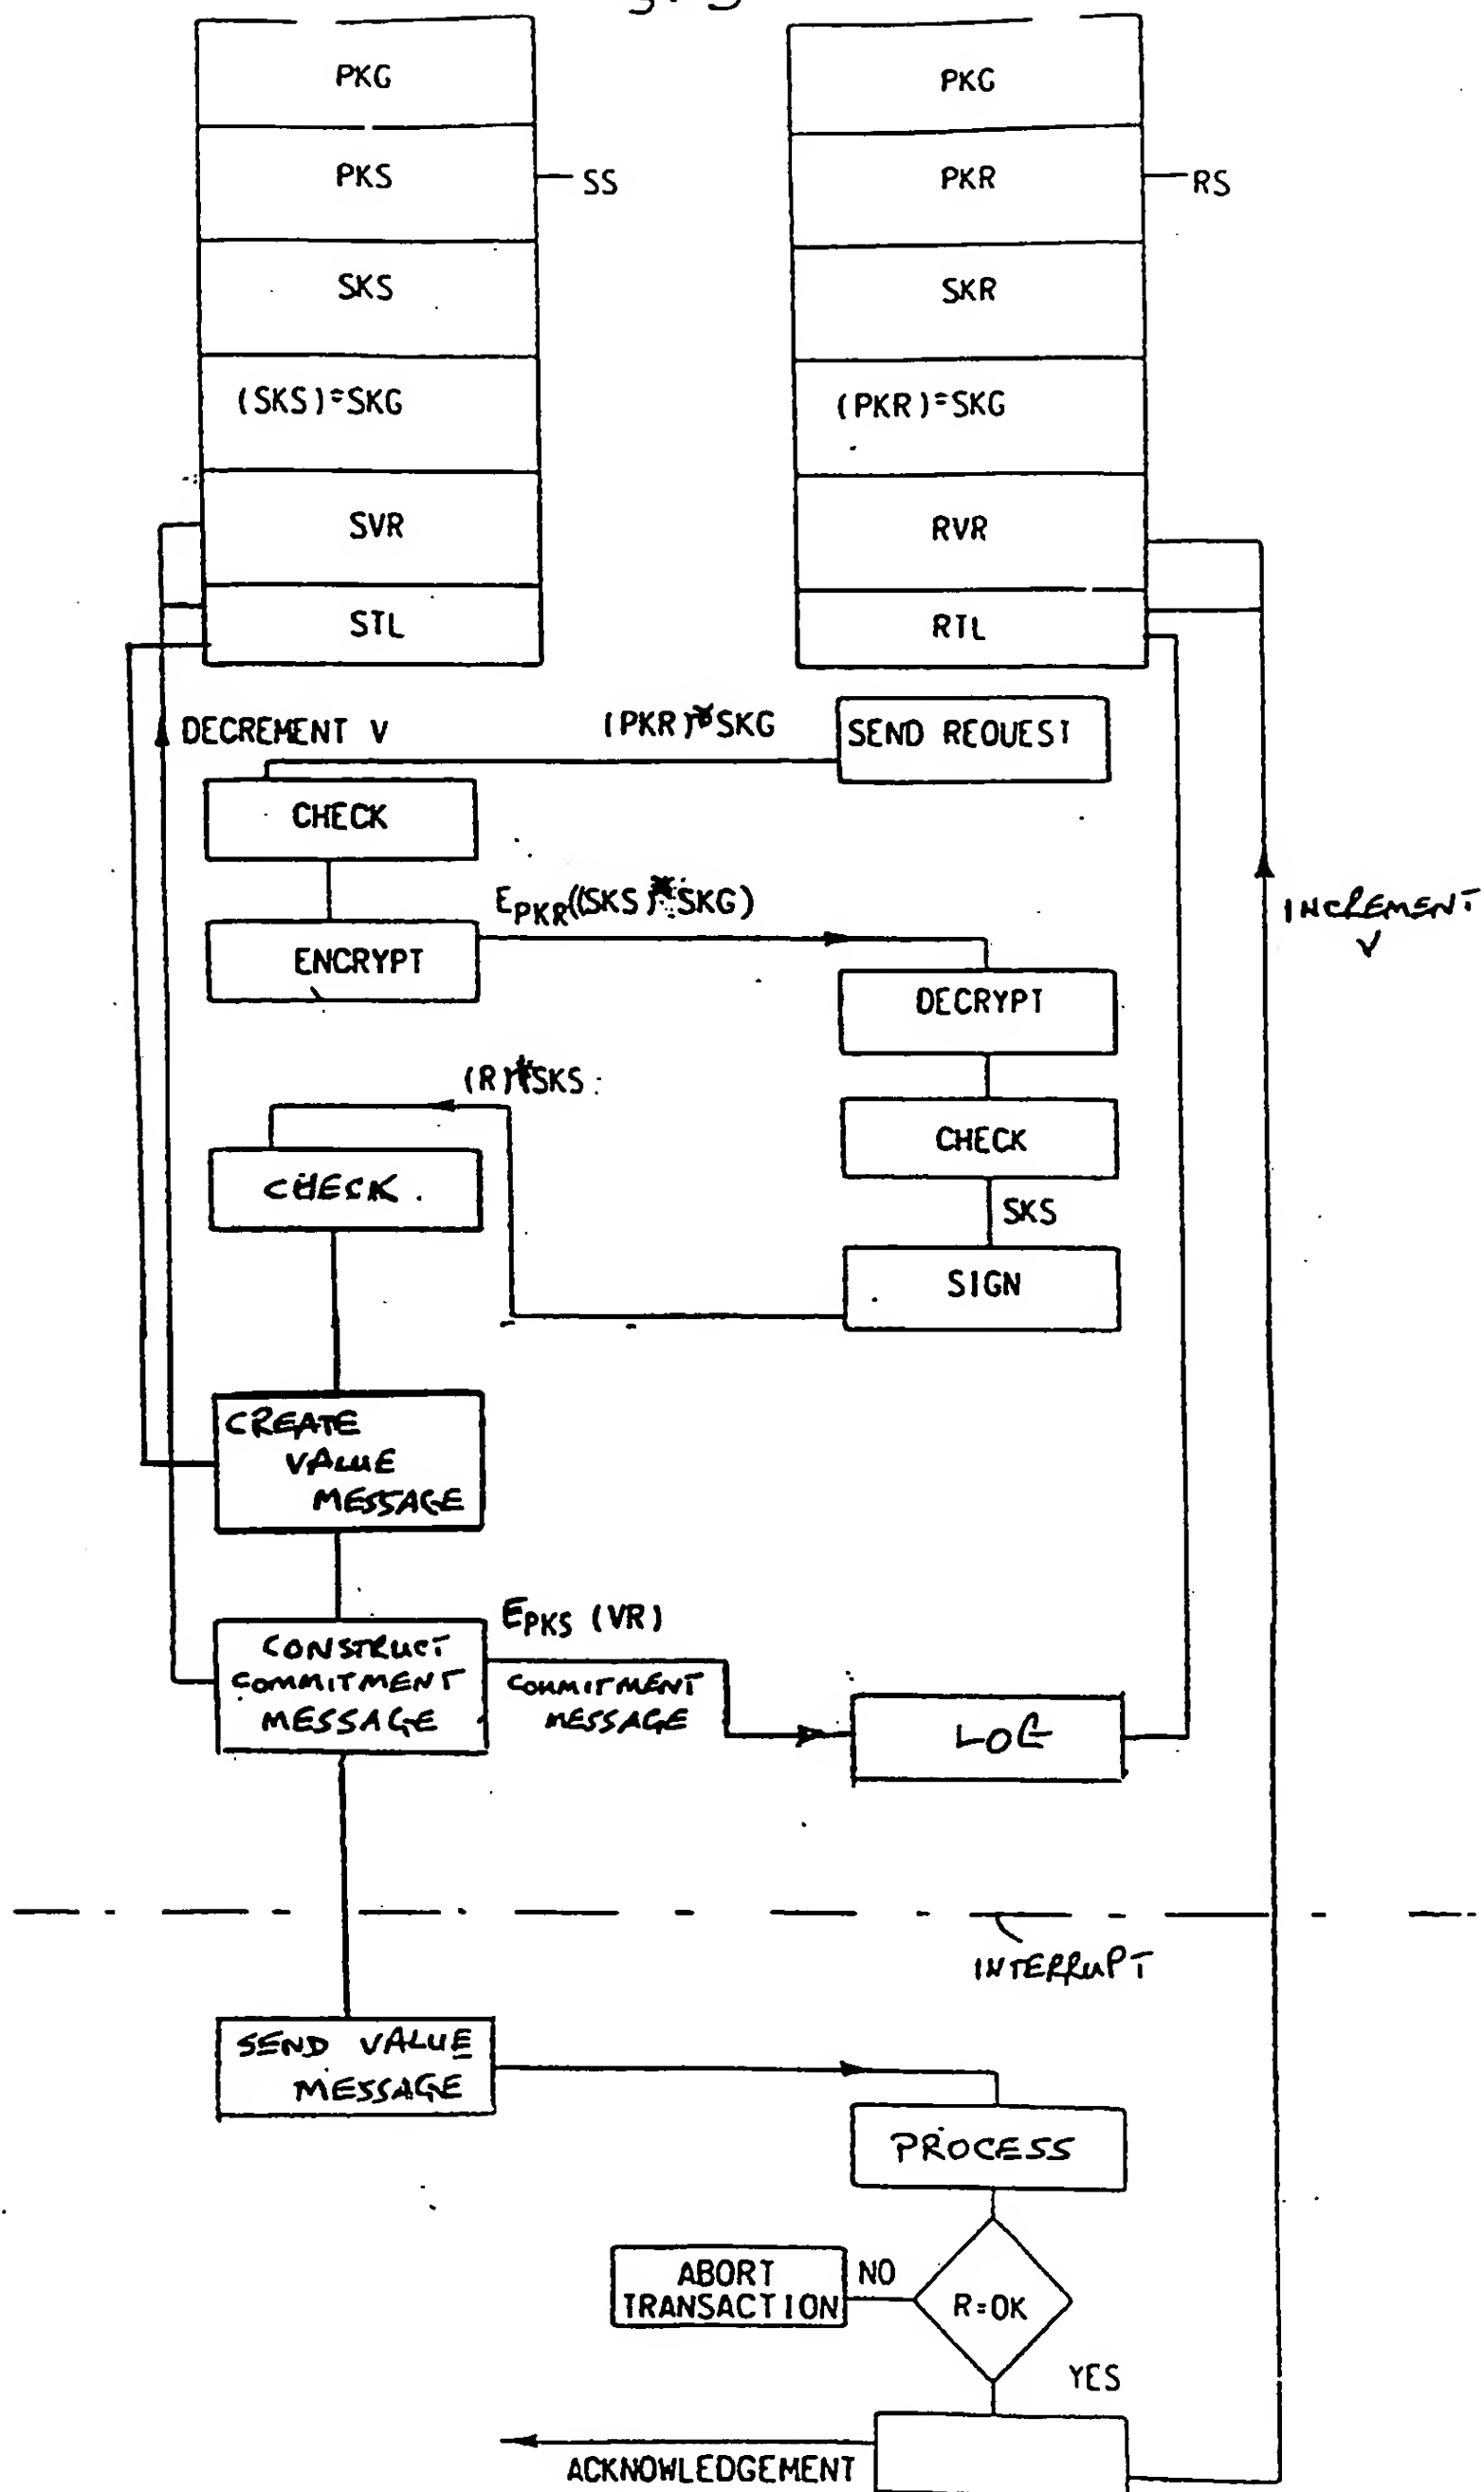 PKG
PKS
SS
SKS
(SKS)*SKG
SVR
STL
PKG
PKR
RS
SKR
(PKR)*SKG
RVR
RTL
DECREMENT V
(PKR)*SKG
SEND REQUEST
CHECK
ENCRYPT
EPKR((SKS)*SKG)
DECRYPT
INCREMENT
V
CHECK
SKS
SIGN
(R)*SKS
CHECK.
CREATE
VALUE
MESSAGE
CONSTRUCT
COMMITMENT
MESSAGE
EPKS (VR)
COMMITMENT
MESSAGE
LOG
INTERRUPT
SEND VALUE
MESSAGE
PROCESS
R=OK
NO
ABORT
TRANSACTION
YES
ACKNOWLEDGEMENT